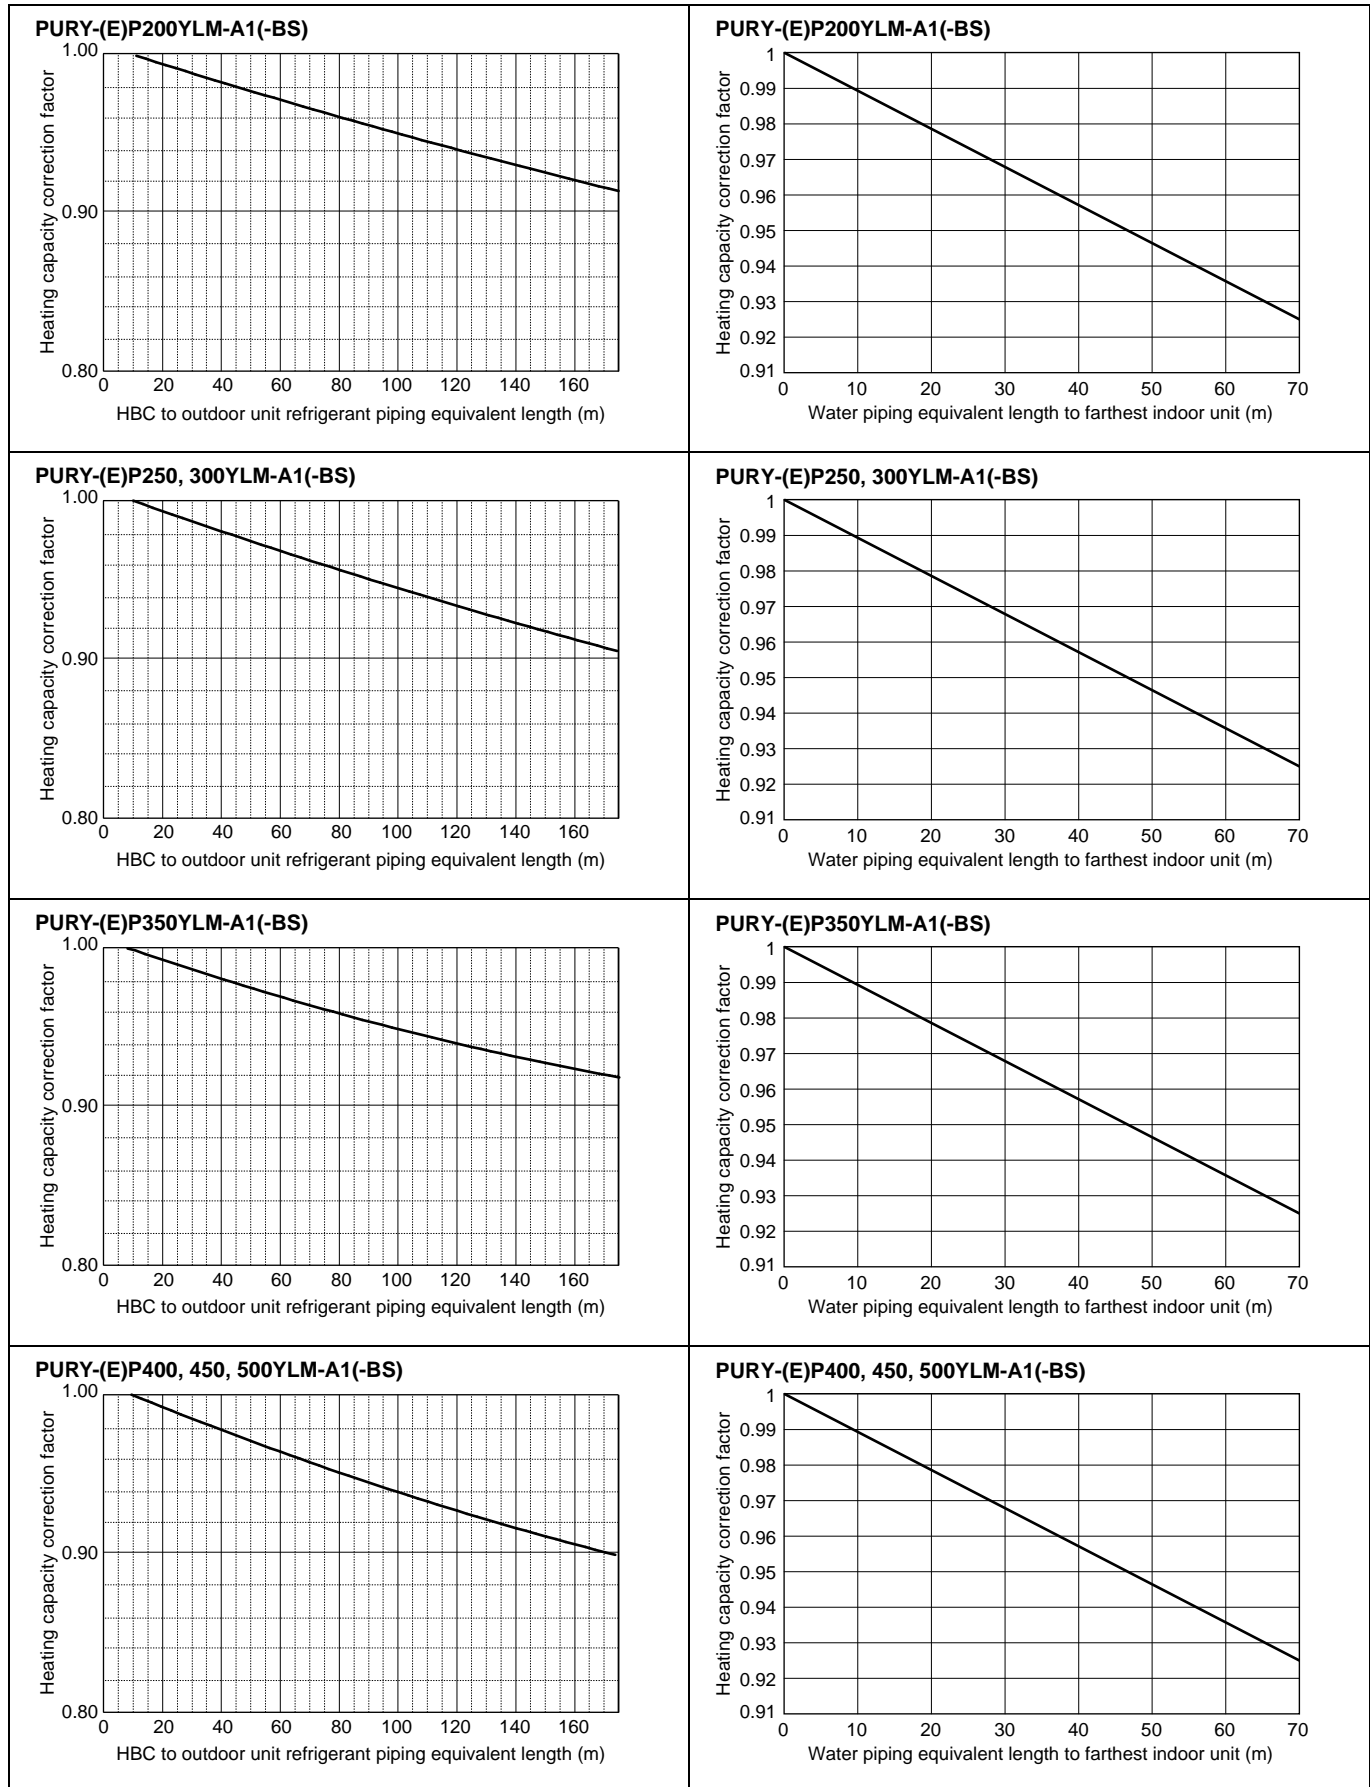 PURY-(E)P200YLM-A1(-BS)
Heating capacity correction factor
1.00
0.90
0.80
0 20 40 60 80 100 120 140 160
HBC to outdoor unit refrigerant piping equivalent length (m)
PURY-(E)P200YLM-A1(-BS)
Heating capacity correction factor
1
0.99
0.98
0.97
0.96
0.95
0.94
0.93
0.92
0.91
0 10 20 30 40 50 60 70
Water piping equivalent length to farthest indoor unit (m)
PURY-(E)P250, 300YLM-A1(-BS)
Heating capacity correction factor
1.00
0.90
0.80
0 20 40 60 80 100 120 140 160
HBC to outdoor unit refrigerant piping equivalent length (m)
PURY-(E)P250, 300YLM-A1(-BS)
Heating capacity correction factor
1
0.99
0.98
0.97
0.96
0.95
0.94
0.93
0.92
0.91
0 10 20 30 40 50 60 70
Water piping equivalent length to farthest indoor unit (m)
PURY-(E)P350YLM-A1(-BS)
Heating capacity correction factor
1.00
0.90
0.80
0 20 40 60 80 100 120 140 160
HBC to outdoor unit refrigerant piping equivalent length (m)
PURY-(E)P350YLM-A1(-BS)
Heating capacity correction factor
1
0.99
0.98
0.97
0.96
0.95
0.94
0.93
0.92
0.91
0 10 20 30 40 50 60 70
Water piping equivalent length to farthest indoor unit (m)
PURY-(E)P400, 450, 500YLM-A1(-BS)
Heating capacity correction factor
1.00
0.90
0.80
0 20 40 60 80 100 120 140 160
HBC to outdoor unit refrigerant piping equivalent length (m)
PURY-(E)P400, 450, 500YLM-A1(-BS)
Heating capacity correction factor
1
0.99
0.98
0.97
0.96
0.95
0.94
0.93
0.92
0.91
0 10 20 30 40 50 60 70
Water piping equivalent length to farthest indoor unit (m)